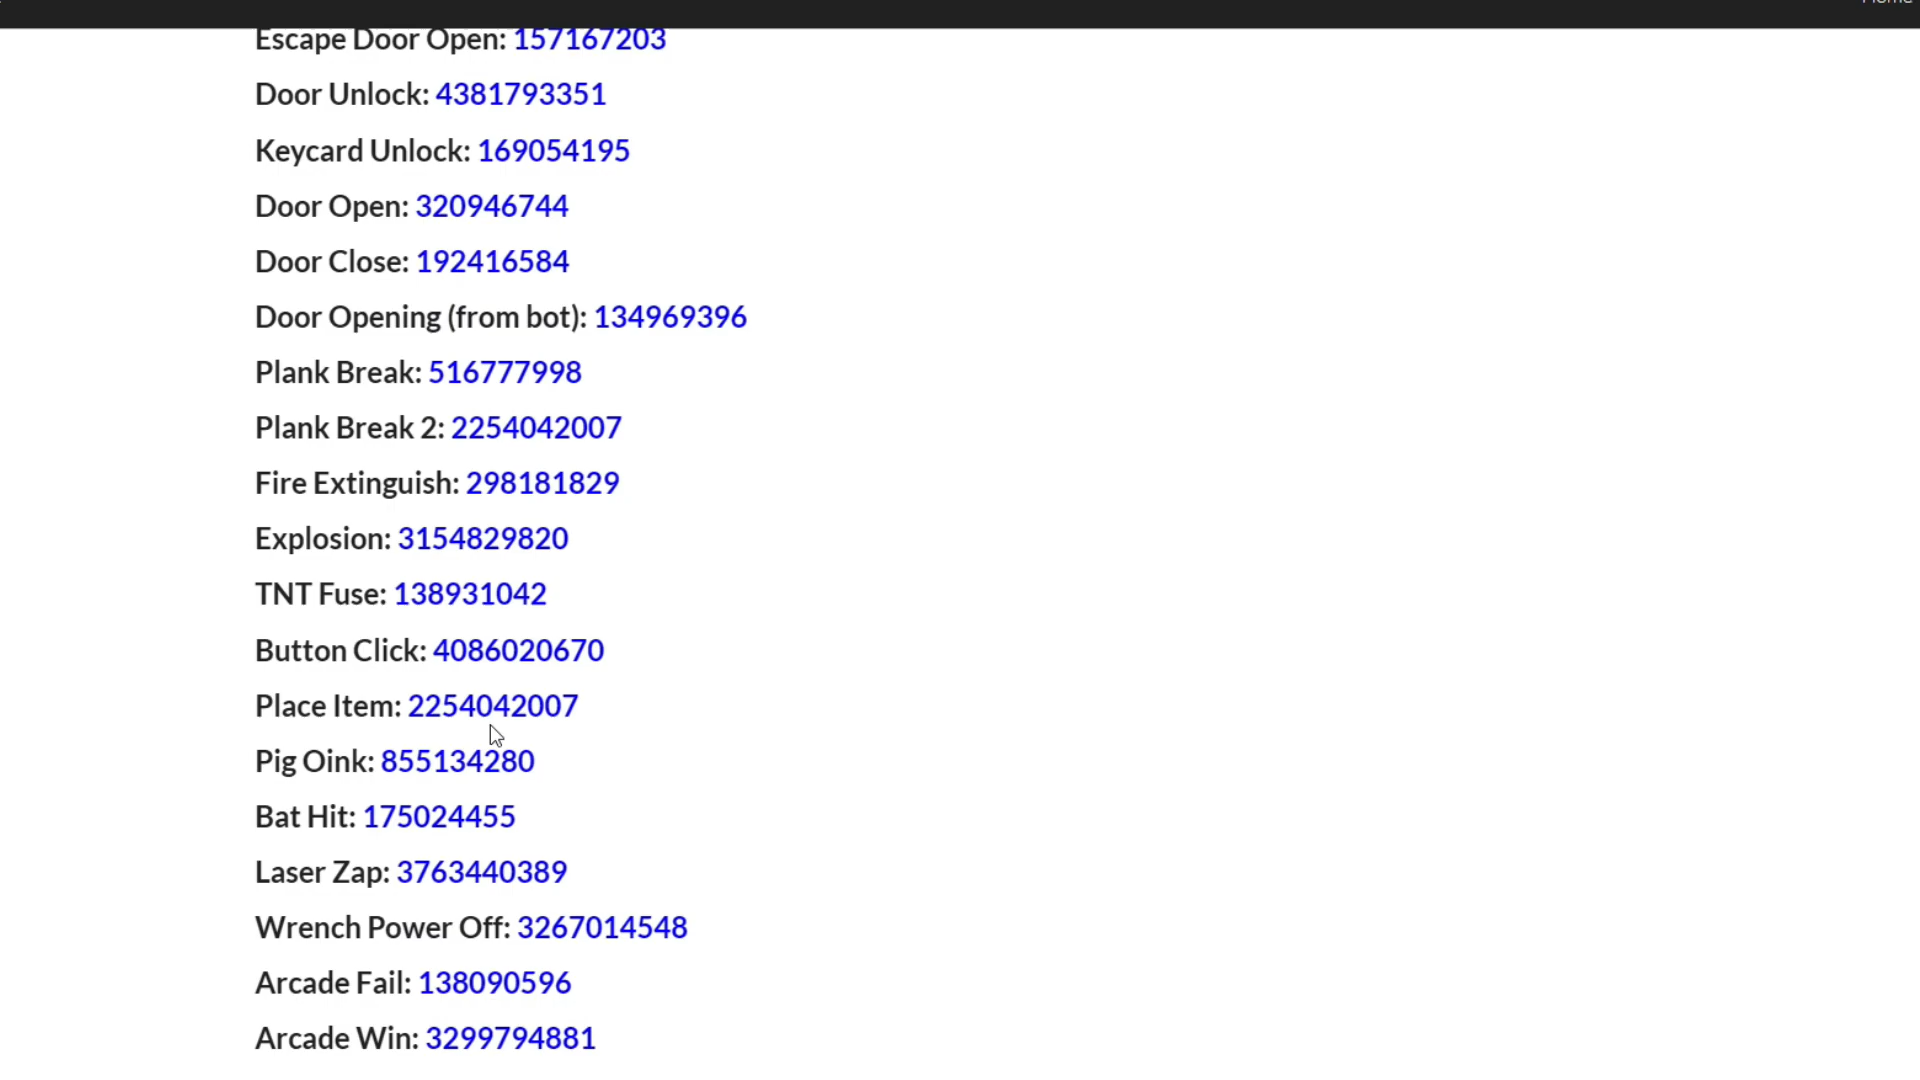 Home
Escape Door Open: 157167203
Door Unlock: 4381793351
Keycard Unlock: 169054195
Door Open: 320946744
Door Close: 192416584
Door Opening (from bot): 134969396
Plank Break: 516777998
Plank Break 2: 2254042007
Fire Extinguish: 298181829
Explosion: 3154829820
TNT Fuse: 138931042
Button Click: 4086020670
Place Item: 2254042007
Pig Oink: 855134280
Bat Hit: 175024455
Laser Zap: 3763440389
Wrench Power Off: 3267014548
Arcade Fail: 138090596
Arcade Win: 3299794881